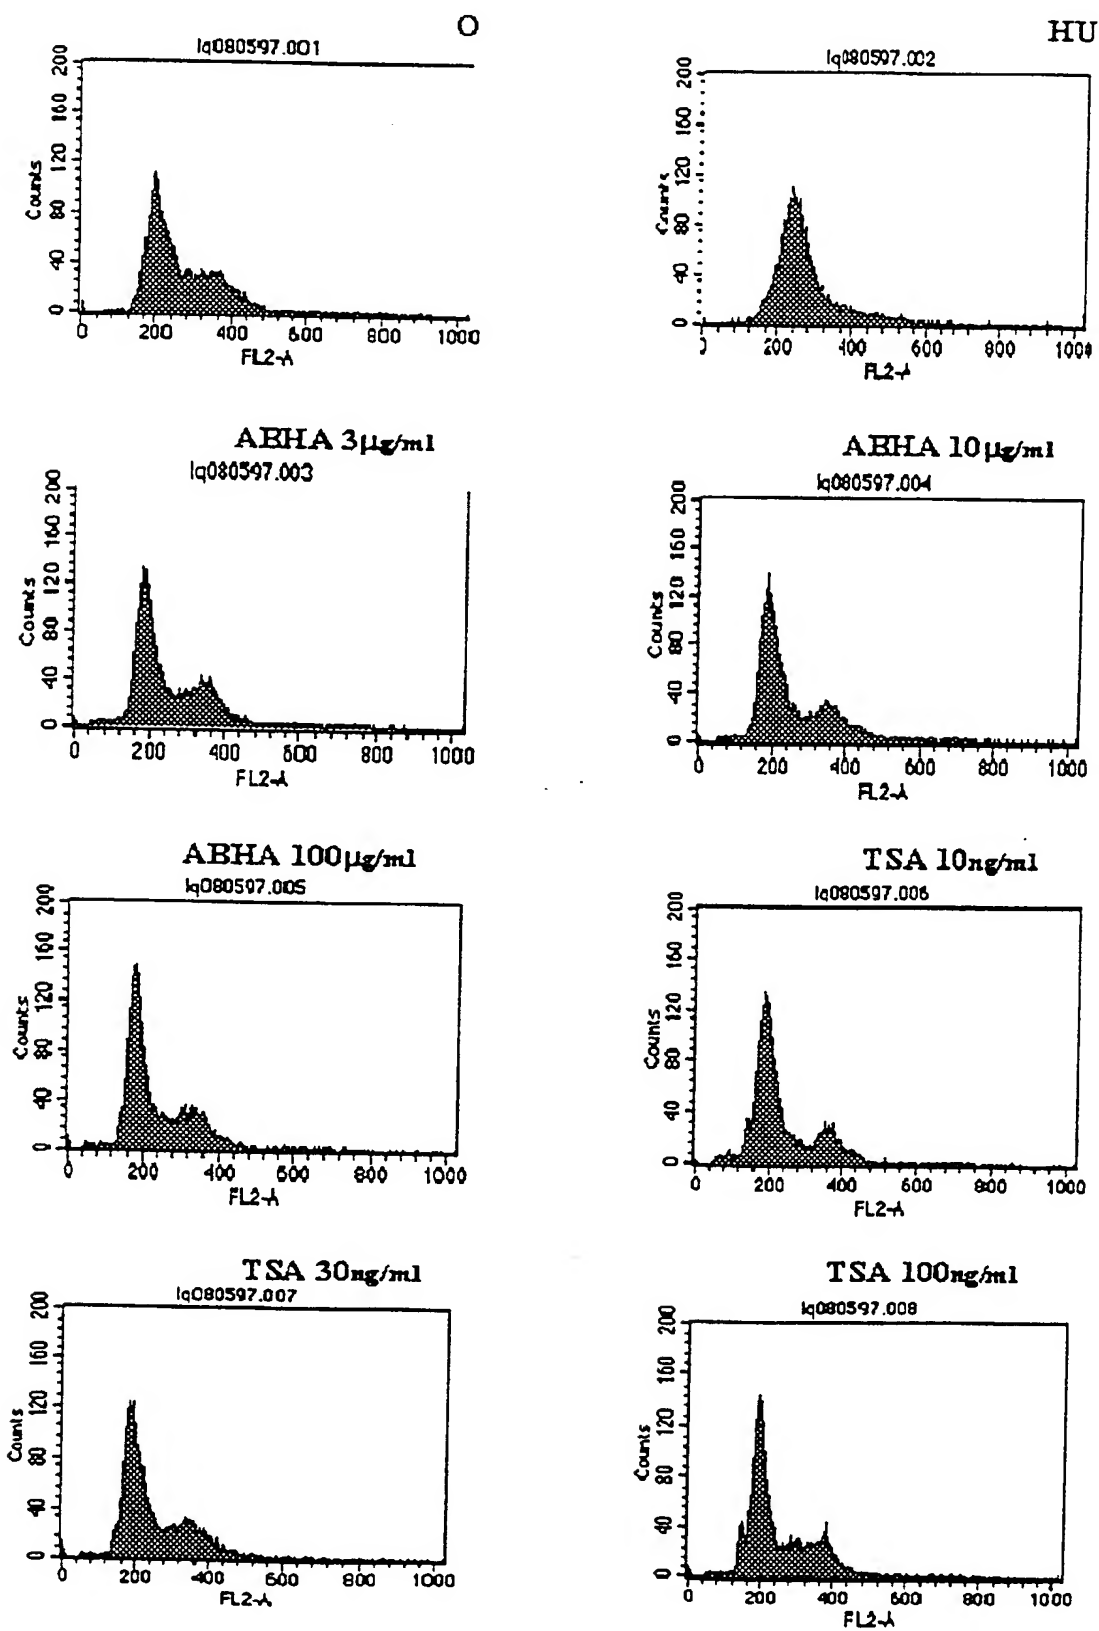 O
lq080597.001
200
160
120
80
40
0
Counts
0 200 400 600 800 1000
FL2-A
HU
lq080597.002
200
160
120
80
40
0
Counts
0 200 400 600 800 1000
FL2-A
ABHA 3µg/ml
lq080597.003
200
160
120
80
40
0
Counts
0 200 400 600 800 1000
FL2-A
ABHA 10µg/ml
lq080597.004
200
160
120
80
40
0
Counts
0 200 400 600 800 1000
FL2-A
ABHA 100µg/ml
lq080597.005
200
160
120
80
40
0
Counts
0 200 400 600 800 1000
FL2-A
TSA 10ng/ml
lq080597.006
200
160
120
80
40
0
Counts
0 200 400 600 800 1000
FL2-A
TSA 30ng/ml
lq080597.007
200
160
120
80
40
0
Counts
0 200 400 600 800 1000
FL2-A
TSA 100ng/ml
lq080597.008
200
160
120
80
40
0
Counts
0 200 400 600 800 1000
FL2-A